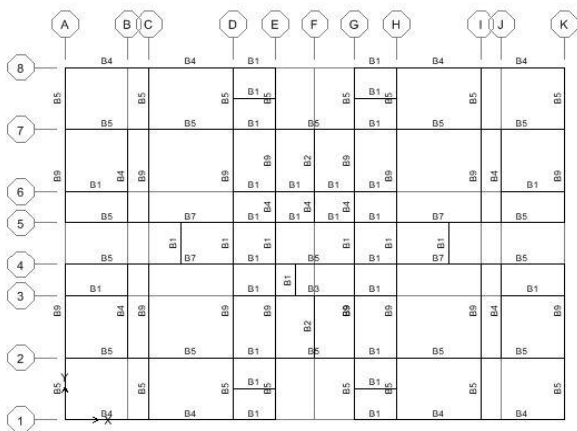 A B C D E F G H I J K
8 B4 B4 B1 B1 B4 B4
B5 B5 B5 B1 B5 B5 B1 B5 B5 B5
7 B5 B5 B1 B5 B1 B5 B5
B9 B4 B9 B9 B9 B2 B9 B9 B9 B4 B9
6 B1 B1 B1 B1 B1 B1
B4 B4 B4
5 B5 B7 B1 B1 B1 B1 B7 B5
B1 B1 B1 B1 B1 B1
4 B5 B7 B1 B5 B1 B7 B5
B1
3 B1 B1 B3 B1 B1
B9 B4 B9 B9 B9 B2 B9 B9 B9 B4 B9
2 B5 B5 B1 B5 B1 B5 B5
Y B5 B5 B5 B1 B5 B5 B1 B5 B5 B5
1 X B4 B4 B1 B1 B4 B4